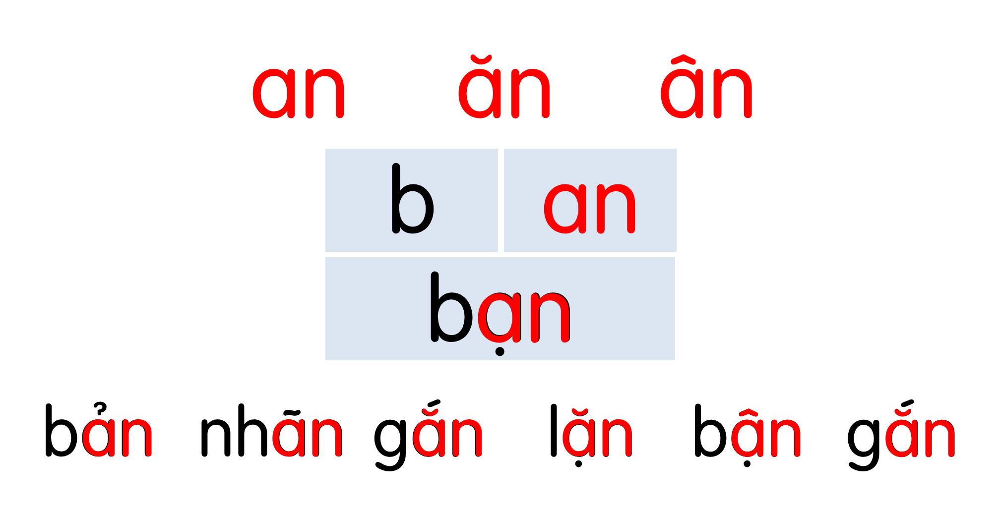 an ăn ân
b an
bạn
bản nhãn gắn lặn bận gắn